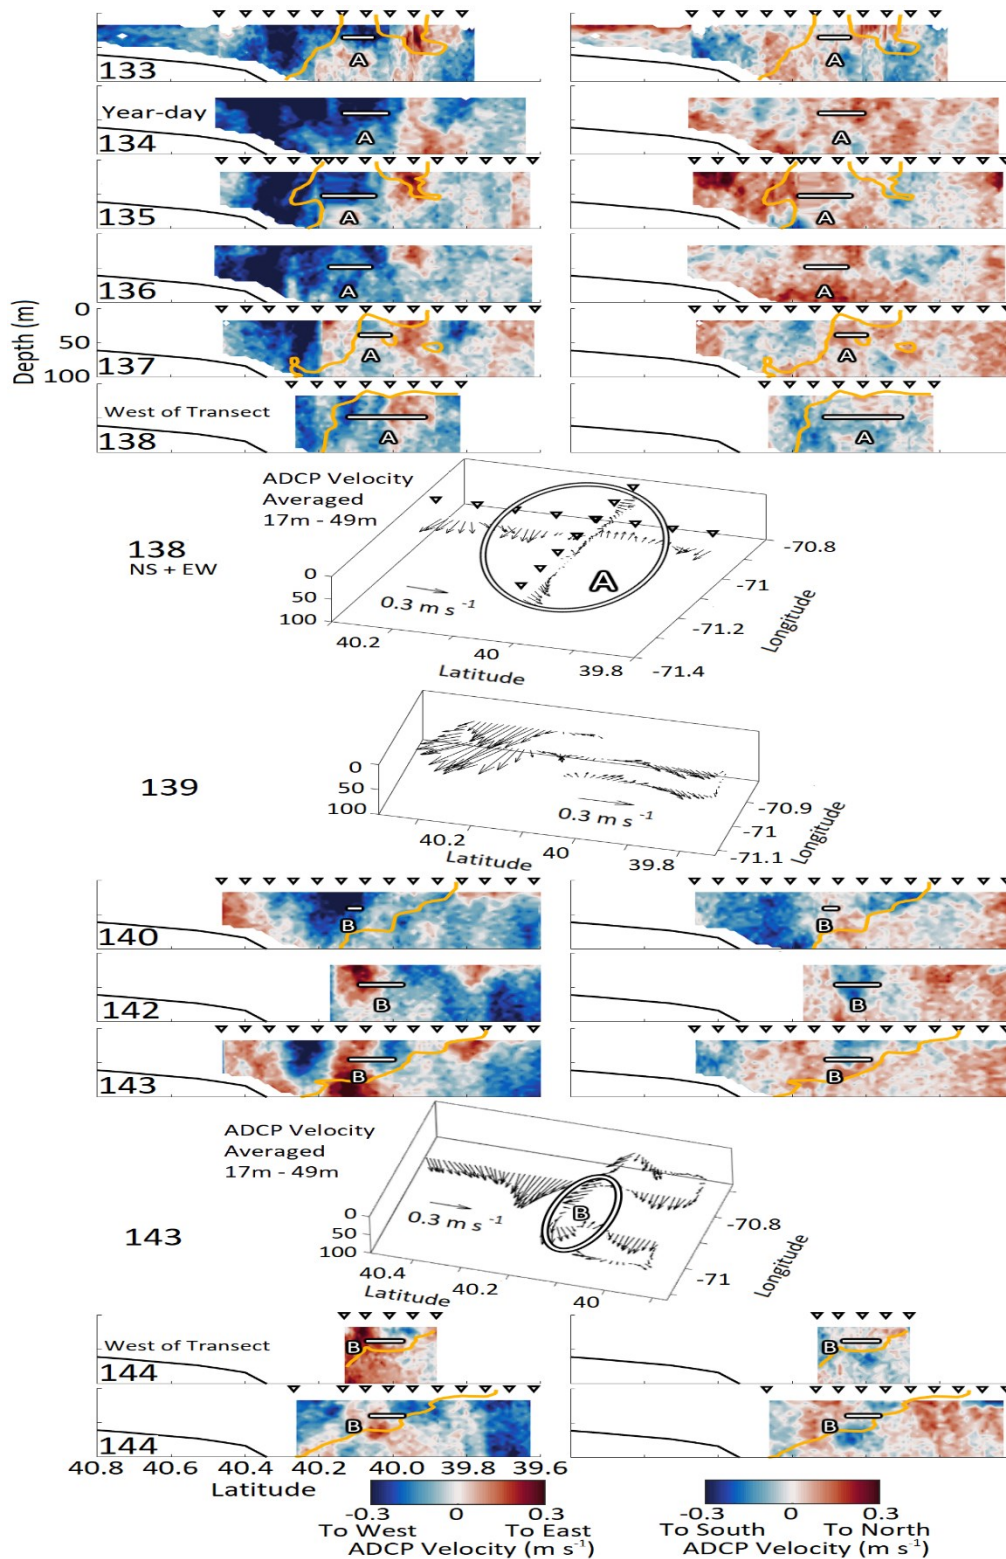 133
A
A
Year-day
134
A
A
135
A
A
136
A
A
Depth (m)
0
50
100
137
A
A
West of Transect
138
A
A
ADCP Velocity
Averaged
17m - 49m
138
NS + EW
A
0
50
100
0.3 m s -1
40.2
40
39.8
Latitude
-70.8
-71
-71.2
-71.4
Longitude
139
0
50
100
0.3 m s -1
40.2
40
39.8
Latitude
-70.9
-71
-71.1
Longitude
140
B
B
142
B
B
143
B
B
ADCP Velocity
Averaged
17m - 49m
143
B
0
50
100
0.3 m s -1
40.4
40.2
40
Latitude
-70.8
-71
Longitude
West of Transect
144
B
B
144
B
B
40.8 40.6 40.4 40.2 40.0 39.8 39.6
Latitude
-0.3 0 0.3
To West To East
ADCP Velocity (m s-1)
-0.3 0 0.3
To South To North
ADCP Velocity (m s-1)